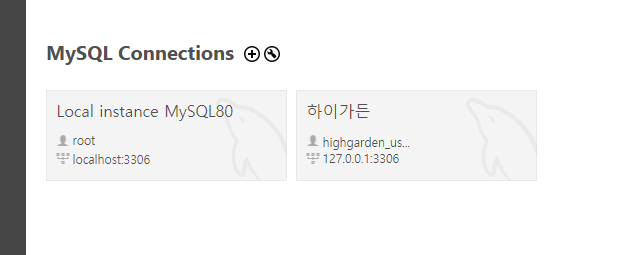 MySQL Connections
Local instance MySQL80
root
localhost:3306
하이가든
highgarden_us...
127.0.0.1:3306